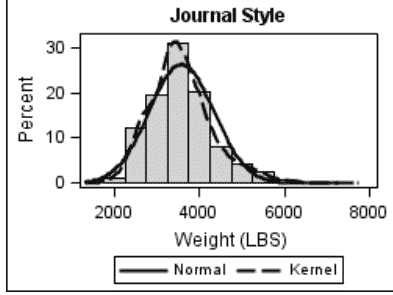 Journal Style
30
20
10
0
Percent
2000 4000 6000 8000
Weight (LBS)
Normal Kernel